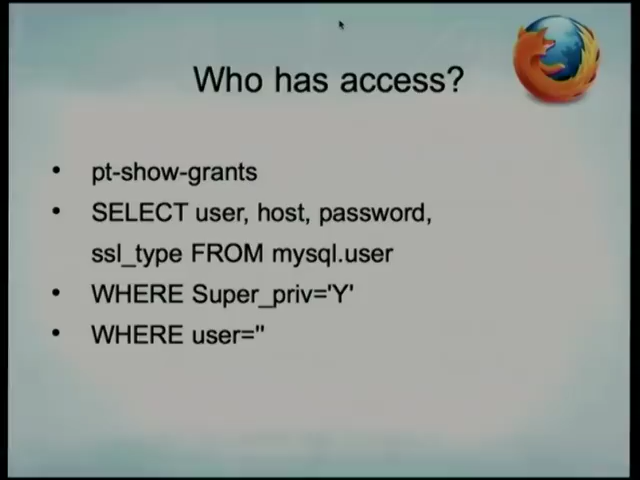 Who has access?
• pt-show-grants
• SELECT user, host, password,
ssl_type FROM mysql.user
• WHERE Super_priv='Y'
• WHERE user=''